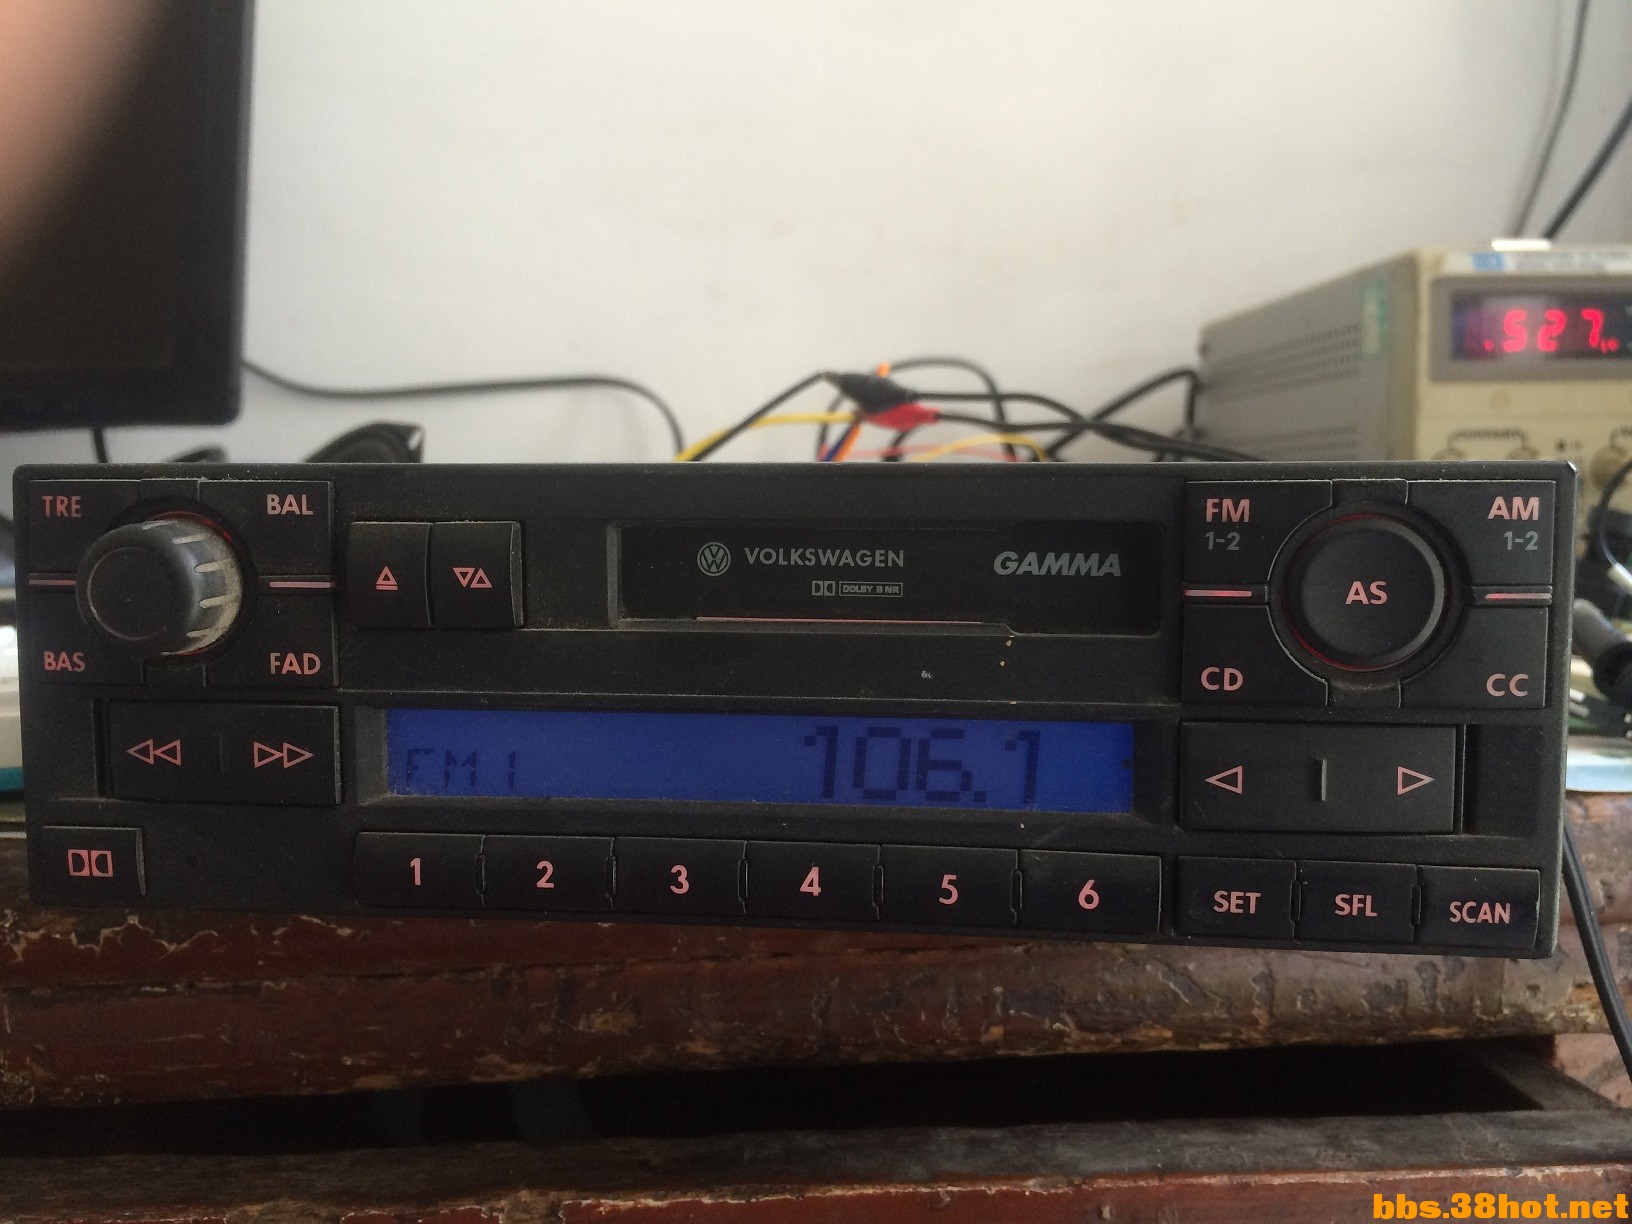 .527
TRE
BAL
BAS
FAD
VOLKSWAGEN
GAMMA
DOLBY B NR
FM
1-2
AM
1-2
AS
CD
CC
FM 1
106.1
1
2
3
4
5
6
SET
SFL
SCAN
bbs.38hot.net